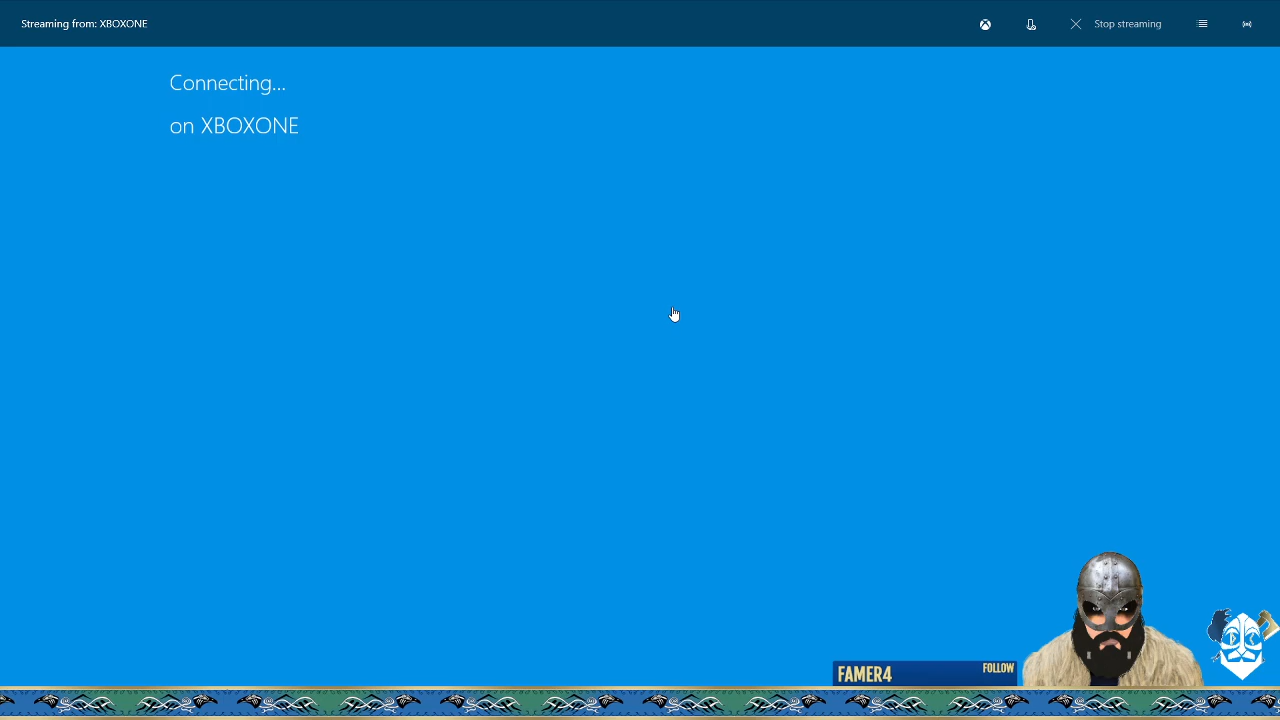 Streaming from: XBOXONE
Stop streaming
Connecting...
on XBOXONE
FAMER4
FOLLOW